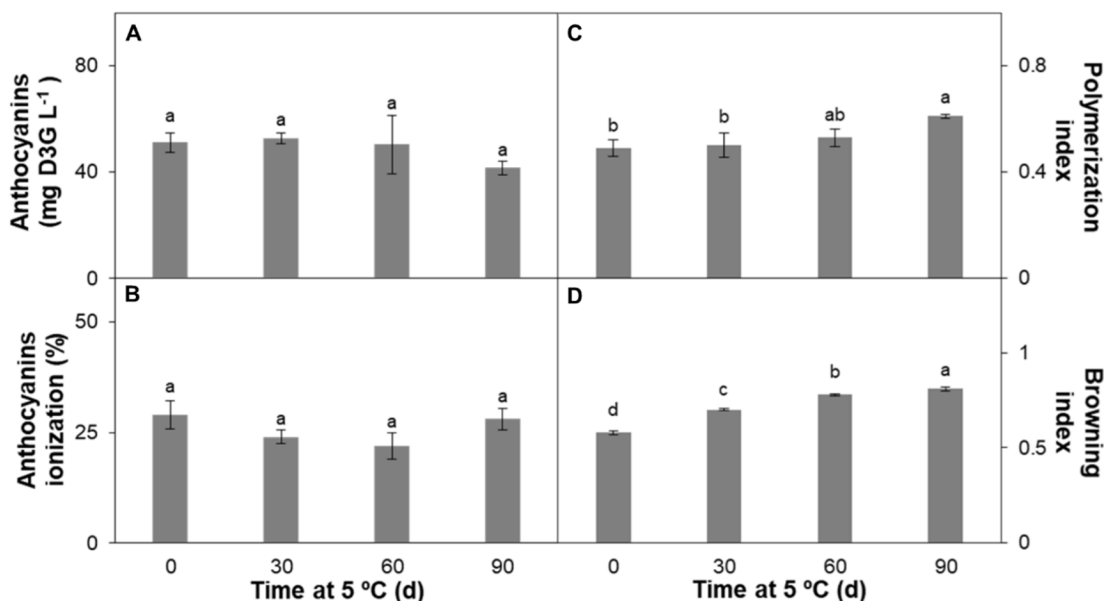 A
Anthocyanins
(mg D3G L⁻¹)
80
40
0
a
a
a
a
C
b
b
ab
a
0.8
0.4
0
Polymerization
index
B
Anthocyanins
ionization (%)
50
25
0
a
a
a
a
D
d
c
b
a
1
0.5
0
Browning
index
0 30 60 90
Time at 5 ºC (d)
0 30 60 90
Time at 5 ºC (d)